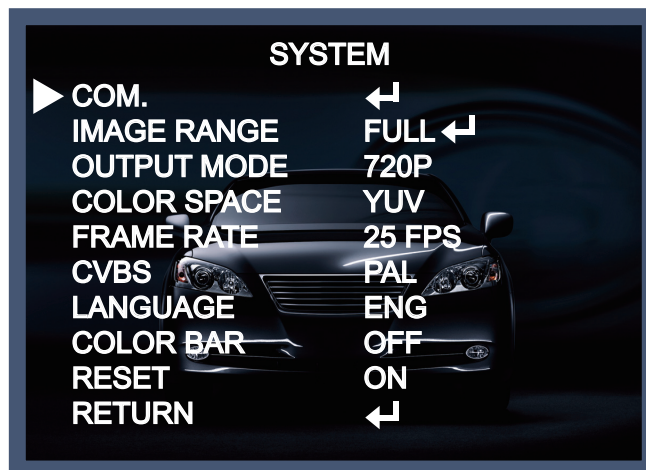 SYSTEM
COM. ↵
IMAGE RANGE FULL ↵
OUTPUT MODE 720P
COLOR SPACE YUV
FRAME RATE 25 FPS
CVBS PAL
LANGUAGE ENG
COLOR BAR OFF
RESET ON
RETURN ↵